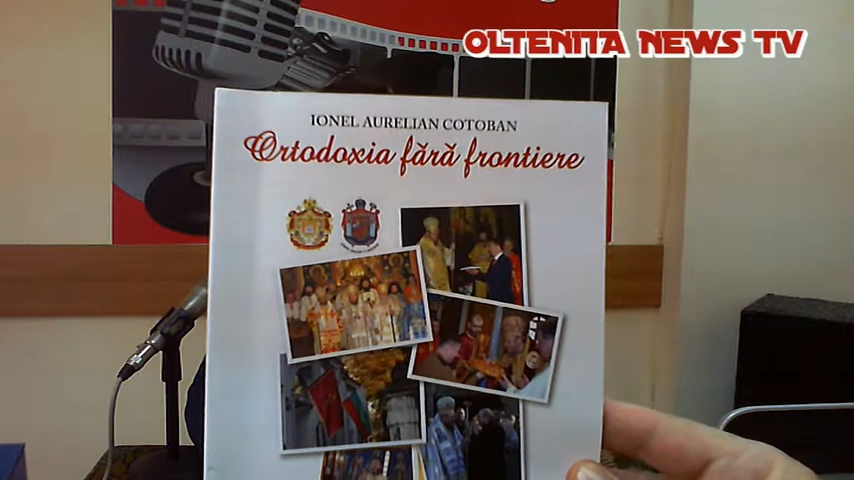 OLTENITA NEWS TV
IONEL AURELIAN COTOBAN
Ortodoxia fără frontiere